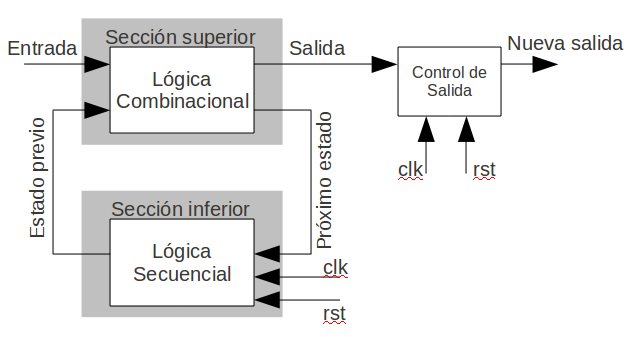 Sección superior
Entrada
Lógica
Combinacional
Salida
Control de
Salida
Nueva salida
clk
rst
Estado previo
Próximo estado
Sección inferior
Lógica
Secuencial
clk
rst